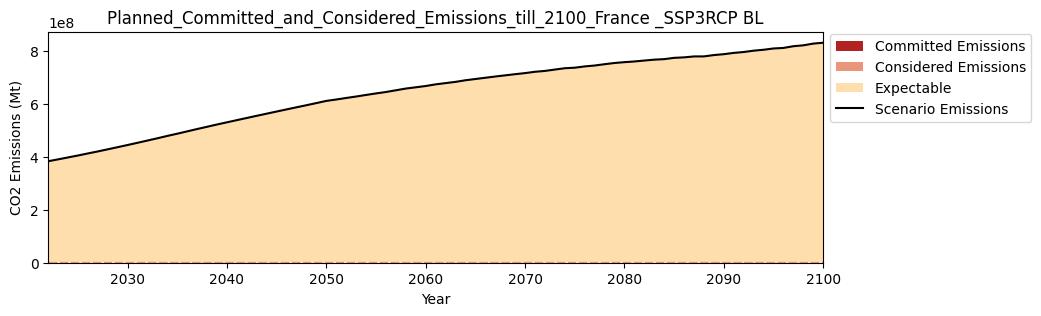 Planned_Committed_and_Considered_Emissions_till_2100_France _SSP3RCP BL
1e8
8
6
4
2
0
CO2 Emissions (Mt)
2030 2040 2050 2060 2070 2080 2090 2100
Year
Committed Emissions
Considered Emissions
Expectable
Scenario Emissions